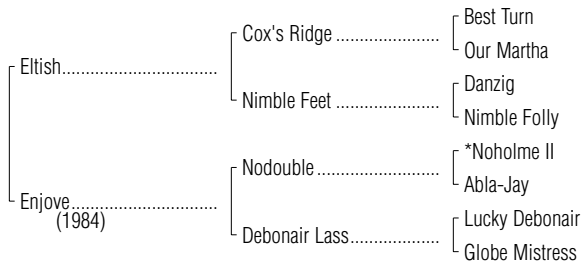 Best Turn
Cox's Ridge ......................
Our Martha
Eltish.................................
Danzig
Nimble Feet ......................
Nimble Folly
*Noholme II
Nodouble ..........................
Abla-Jay
Enjove...............................
(1984)
Lucky Debonair
Debonair Lass...................
Globe Mistress